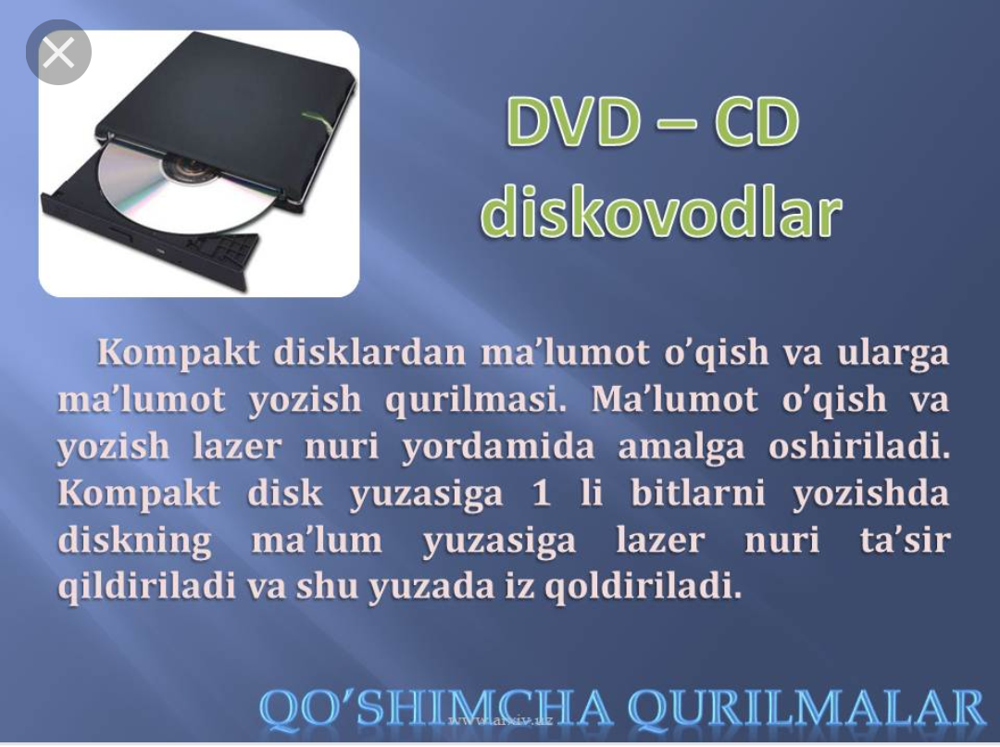 DVD – CD
diskovodlar
Kompakt disklardan ma’lumot o’qish va ularga
ma’lumot yozish qurilmasi. Ma’lumot o’qish va
yozish lazer nuri yordamida amalga oshiriladi.
Kompakt disk yuzasiga 1 li bitlarni yozishda
diskning ma’lum yuzasiga lazer nuri ta’sir
qildiriladi va shu yuzada iz qoldiriladi.
QO’SHIMCHA QURILMALAR
www.arxiv.uz